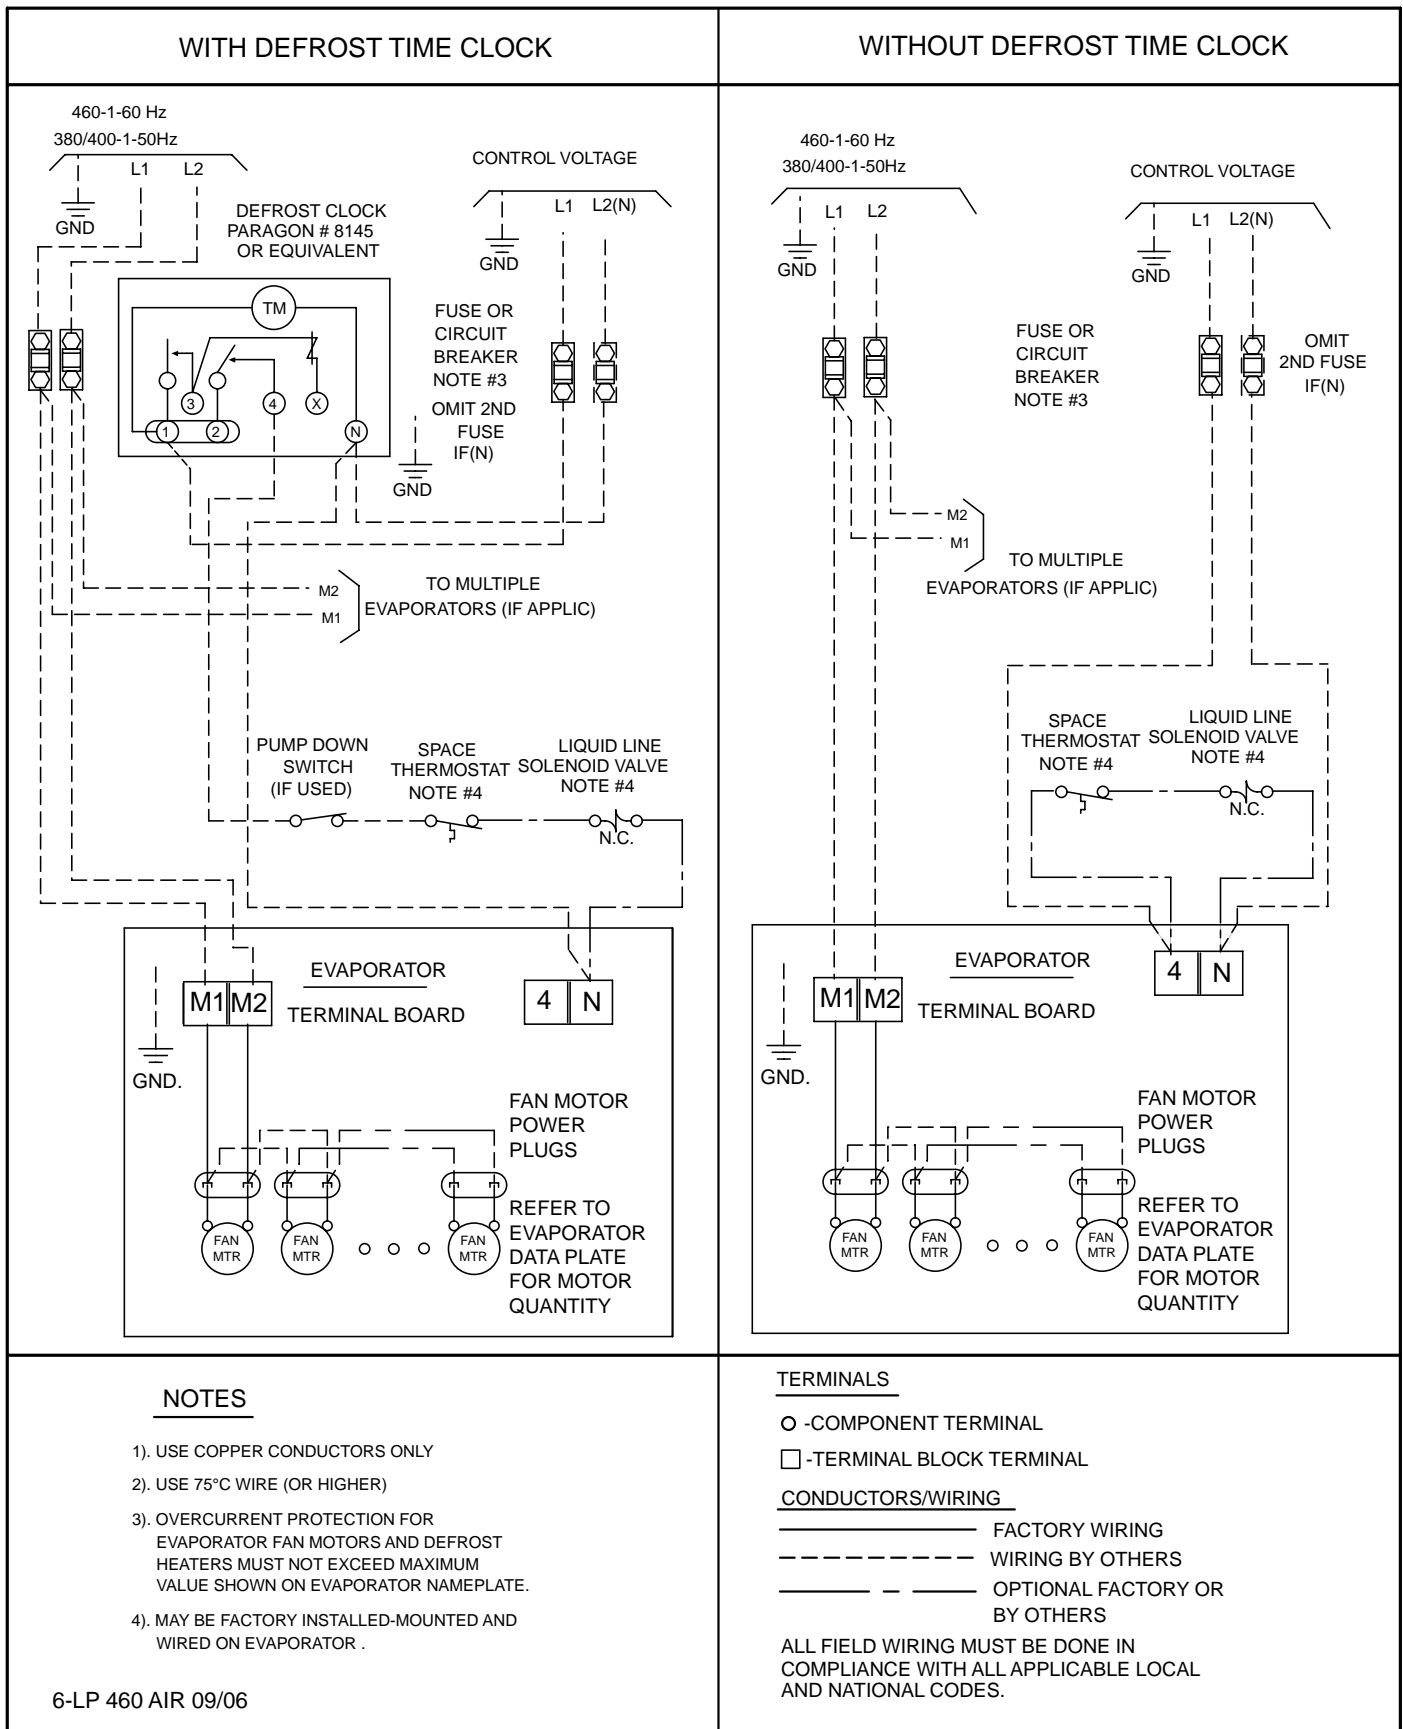 WITH DEFROST TIME CLOCK
460-1-60 Hz
380/400-1-50Hz
L1 L2
GND
CONTROL VOLTAGE
L1 L2(N)
GND
DEFROST CLOCK
PARAGON # 8145
OR EQUIVALENT
TM
3 4 X
1 2 N
FUSE OR
CIRCUIT
BREAKER
NOTE #3
OMIT 2ND
FUSE
IF(N)
GND
M2
M1
TO MULTIPLE
EVAPORATORS (IF APPLIC)
PUMP DOWN
SWITCH
(IF USED)
SPACE
THERMOSTAT
NOTE #4
LIQUID LINE
SOLENOID VALVE
NOTE #4
N.C.
EVAPORATOR
TERMINAL BOARD
M1 M2
4 N
GND.
FAN MOTOR
POWER
PLUGS
FAN
MTR
FAN
MTR
FAN
MTR
REFER TO
EVAPORATOR
DATA PLATE
FOR MOTOR
QUANTITY
WITHOUT DEFROST TIME CLOCK
460-1-60 Hz
380/400-1-50Hz
L1 L2
GND
CONTROL VOLTAGE
L1 L2(N)
GND
FUSE OR
CIRCUIT
BREAKER
NOTE #3
OMIT
2ND FUSE
IF(N)
M2
M1
TO MULTIPLE
EVAPORATORS (IF APPLIC)
SPACE
THERMOSTAT
NOTE #4
LIQUID LINE
SOLENOID VALVE
NOTE #4
N.C.
EVAPORATOR
TERMINAL BOARD
M1 M2
4 N
GND.
FAN MOTOR
POWER
PLUGS
FAN
MTR
FAN
MTR
FAN
MTR
REFER TO
EVAPORATOR
DATA PLATE
FOR MOTOR
QUANTITY
NOTES
1). USE COPPER CONDUCTORS ONLY
2). USE 75°C WIRE (OR HIGHER)
3). OVERCURRENT PROTECTION FOR
EVAPORATOR FAN MOTORS AND DEFROST
HEATERS MUST NOT EXCEED MAXIMUM
VALUE SHOWN ON EVAPORATOR NAMEPLATE.
4). MAY BE FACTORY INSTALLED-MOUNTED AND
WIRED ON EVAPORATOR .
6-LP 460 AIR 09/06
TERMINALS
-COMPONENT TERMINAL
-TERMINAL BLOCK TERMINAL
CONDUCTORS/WIRING
FACTORY WIRING
WIRING BY OTHERS
OPTIONAL FACTORY OR
BY OTHERS
ALL FIELD WIRING MUST BE DONE IN
COMPLIANCE WITH ALL APPLICABLE LOCAL
AND NATIONAL CODES.